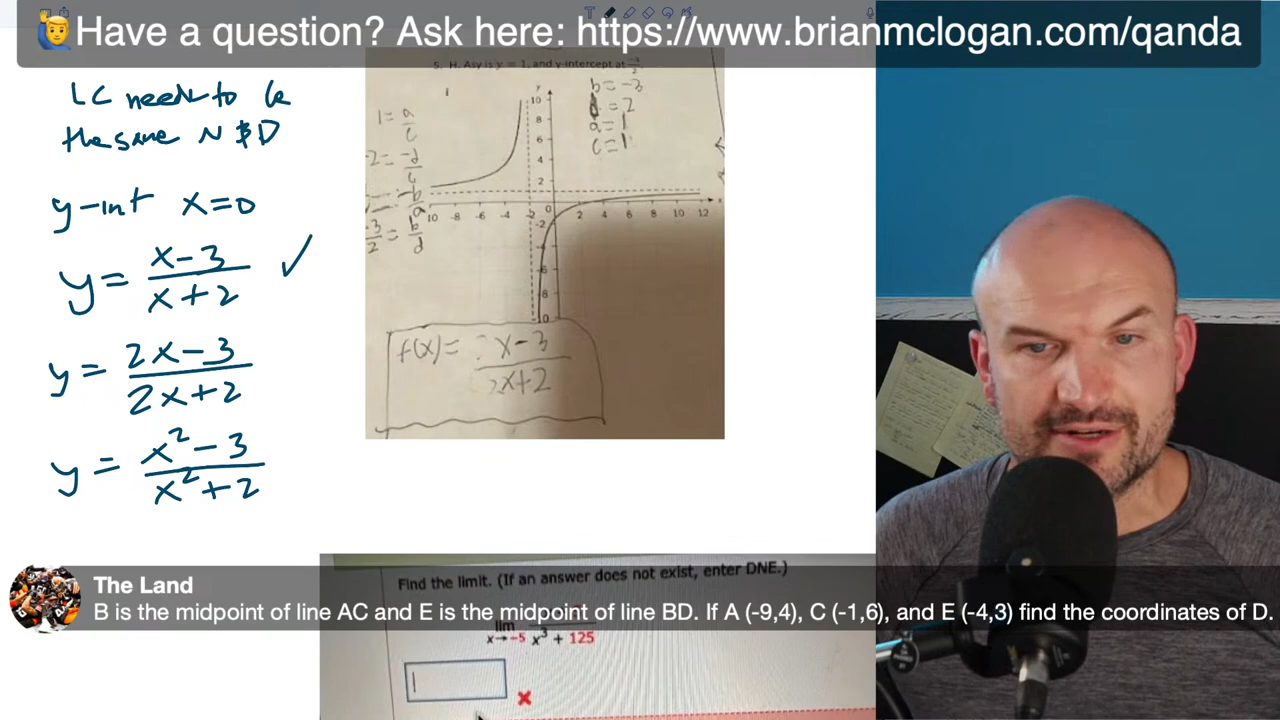 🙋‍♂️Have a question? Ask here: https://www.brianmclogan.com/qanda
LC need to be
the same N & D
y-int x=0
y = x-3 / x+2 ✓
y = 2x-3 / 2x+2
y = x² - 3 / x² + 2
5. H. Asy is y = 1, and y-intercept at
b = -3
d = 2
a = 1
c = 1
1 = a/c
-3/2 = b/d
y
10
8
6
4
2
10 -8 -6 -4 -2 0 2 4 6 8 10 12 x
-2
f(x) = x-3 / x+2
Find the limit. (If an answer does not exist, enter DNE.)
The Land
B is the midpoint of line AC and E is the midpoint of line BD. If A (-9,4), C (-1,6), and E (-4,3) find the coordinates of D.
lim x→-5 x³ + 125